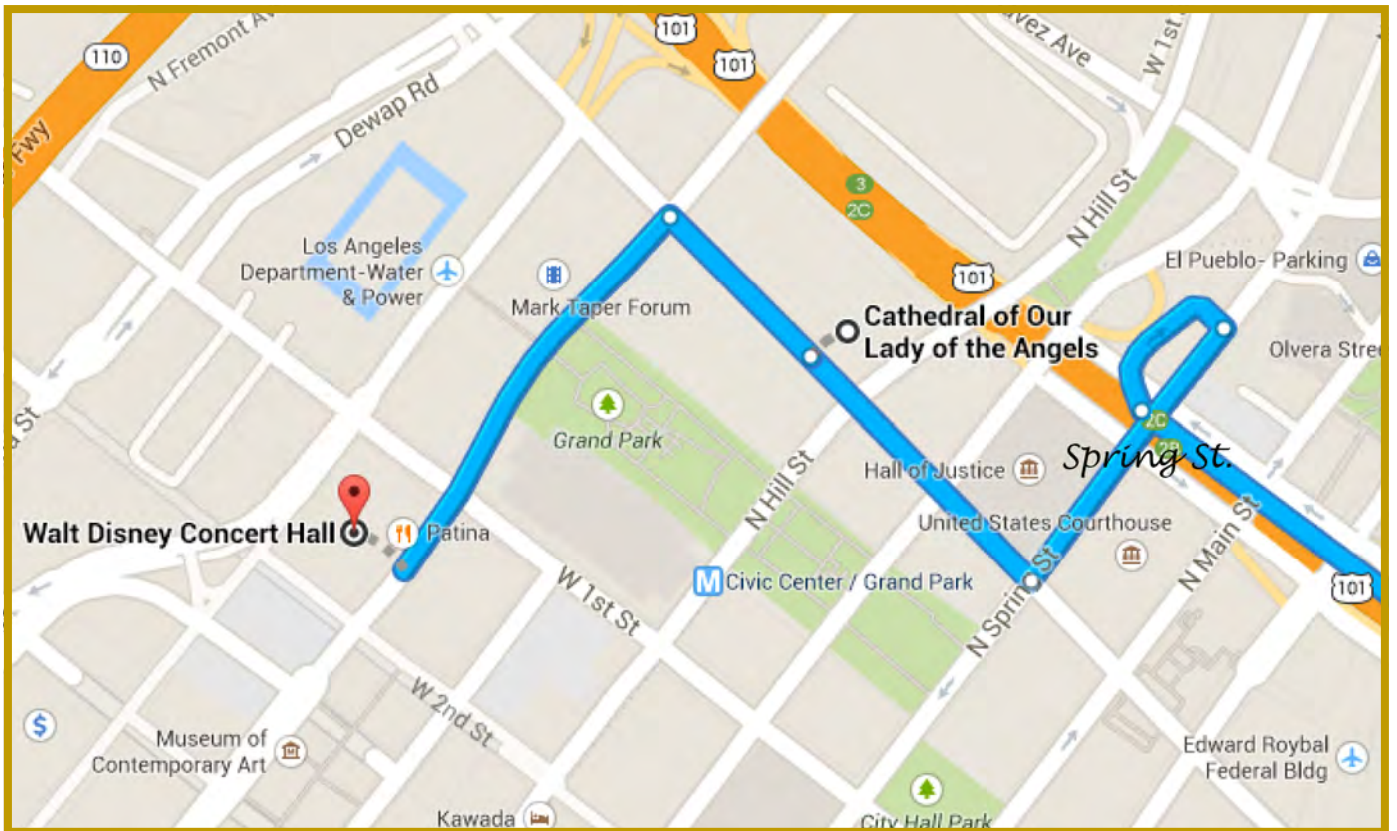 101
110
N Fremont Av
101
avez Ave
W 1st
Dewap Rd
Fwy
3
2C
N Hill St
Los Angeles
Department-Water
& Power
Mark Taper Forum
101
El Pueblo- Parking
Cathedral of Our
Lady of the Angels
Olvera Stree
a St
Grand Park
2C
2B
Spring St.
Hall of Justice
N Hill St
United States Courthouse
Walt Disney Concert Hall
Patina
N Main St
W 1st St
M
Civic Center / Grand Park
101
N Spring St
W 2nd St
$
Museum of
Contemporary Art
Edward Roybal
Federal Bldg
Kawada
City Hall Park